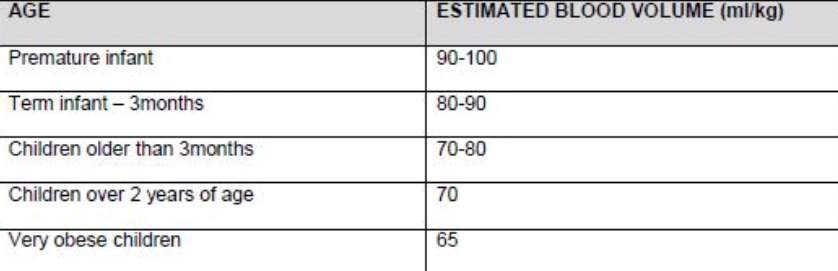 AGE ESTIMATED BLOOD VOLUME (ml/kg)
Premature infant 90-100
Term infant – 3months 80-90
Children older than 3months 70-80
Children over 2 years of age 70
Very obese children 65